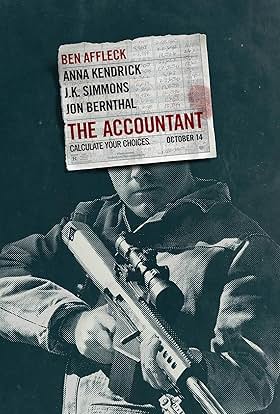 BEN AFFLECK
ANNA KENDRICK
J.K. SIMMONS
JON BERNTHAL
THE ACCOUNTANT
CALCULATE YOUR CHOICES. OCTOBER 14